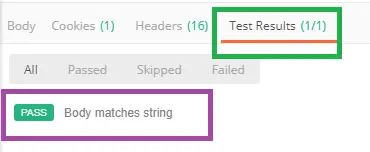 Body Cookies (1) Headers (16) Test Results (1/1)
All Passed Skipped Failed
PASS Body matches string